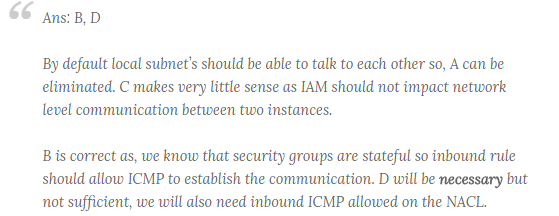 “ Ans: B, D
By default local subnet’s should be able to talk to each other so, A can be
eliminated. C makes very little sense as IAM should not impact network
level communication between two instances.
B is correct as, we know that security groups are stateful so inbound rule
should allow ICMP to establish the communication. D will be necessary but
not sufficient, we will also need inbound ICMP allowed on the NACL.